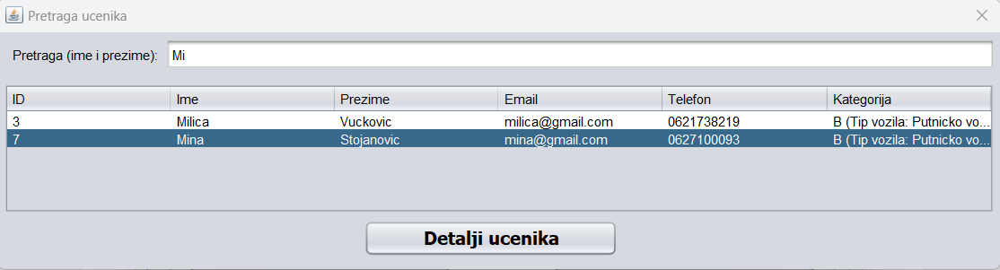 Pretraga ucenika
Pretraga (ime i prezime): Mi
ID Ime Prezime Email Telefon Kategorija
3 Milica Vuckovic milica@gmail.com 0621738219 B (Tip vozila: Putnicko vo...
7 Mina Stojanovic mina@gmail.com 0627100093 B (Tip vozila: Putnicko vo...
Detalji ucenika